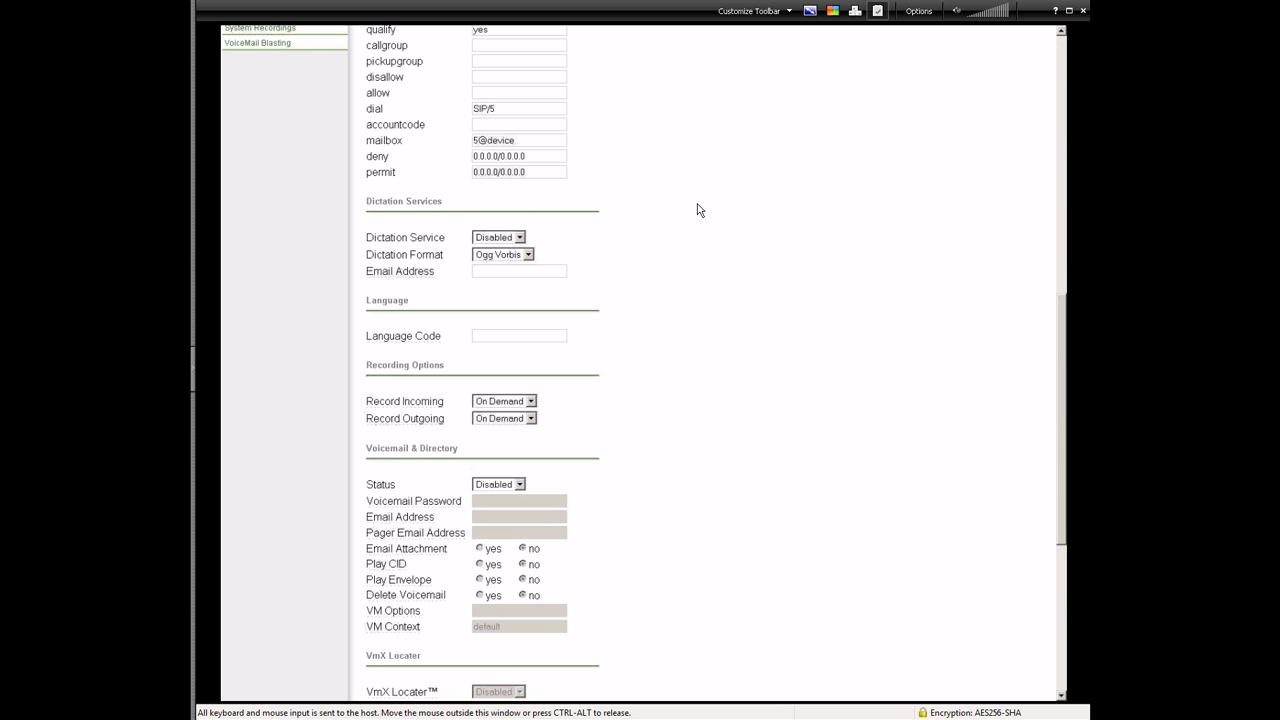 Customize Toolbar
Options
?
System Recordings
VoiceMail Blasting
qualify yes
callgroup
pickupgroup
disallow
allow
dial SIP/5
accountcode
mailbox 5@device
deny 0.0.0.0/0.0.0.0
permit 0.0.0.0/0.0.0.0
Dictation Services
Dictation Service Disabled
Dictation Format Ogg Vorbis
Email Address
Language
Language Code
Recording Options
Record Incoming On Demand
Record Outgoing On Demand
Voicemail & Directory
Status Disabled
Voicemail Password
Email Address
Pager Email Address
Email Attachment yes no
Play CID yes no
Play Envelope yes no
Delete Voicemail yes no
VM Options
VM Context default
VmX Locater
VmX Locater™ Disabled
All keyboard and mouse input is sent to the host. Move the mouse outside this window or press CTRL-ALT to release. Encryption: AES256-SHA